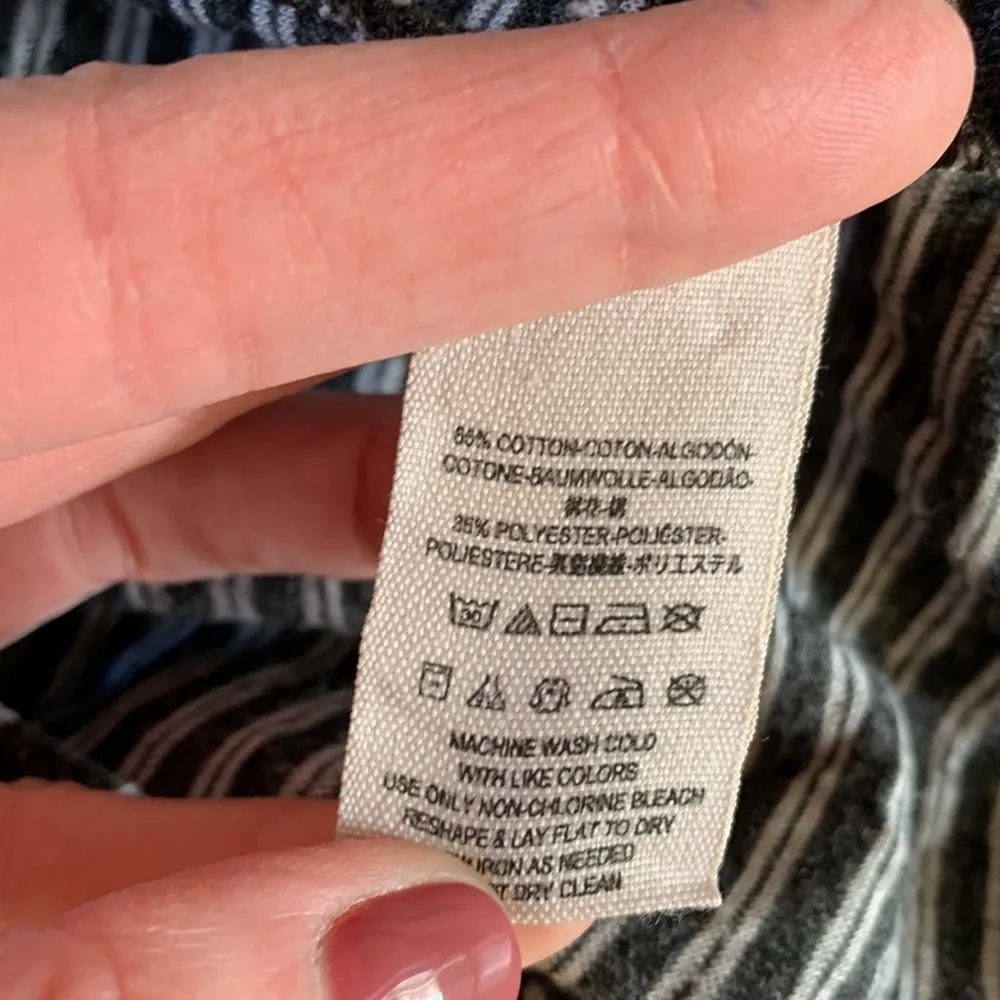 65% COTTON-COTON-ALGODÓN-
COTONE-BAUMWOLLE-ALGODÃO-
35% POLYESTER-POLIÉSTER-
POLIESTERE-ポリエステル
30
MACHINE WASH COLD
WITH LIKE COLORS
USE ONLY NON-CHLORINE BLEACH
RESHAPE & LAY FLAT TO DRY
IRON AS NEEDED
DRY CLEAN